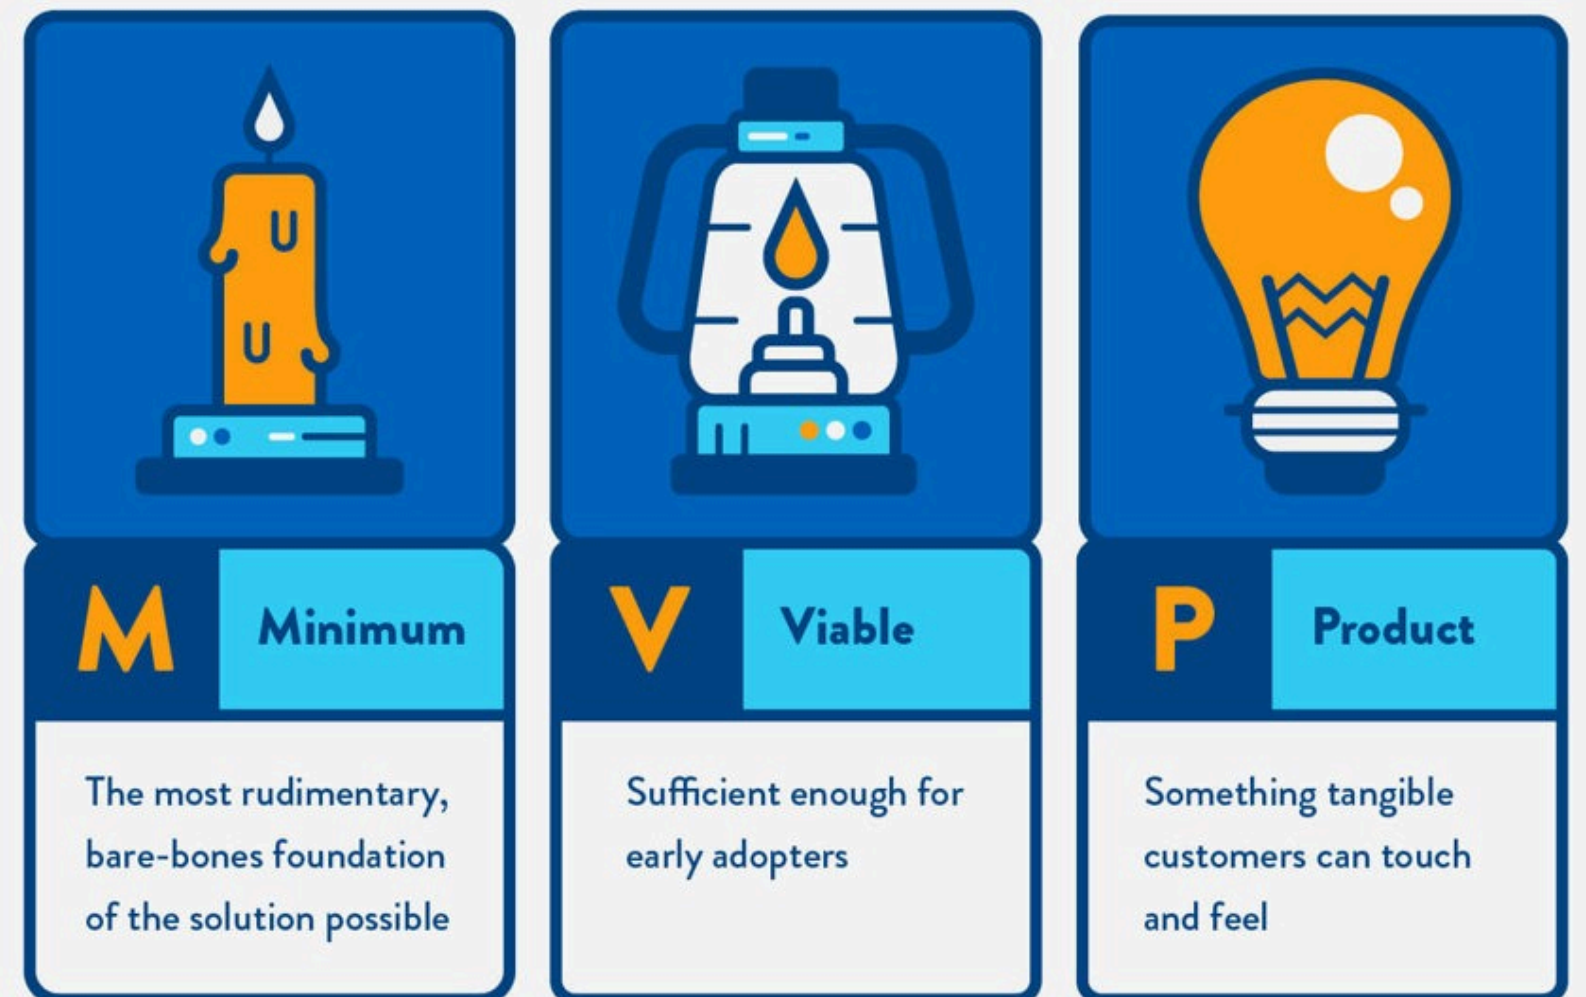 M Minimum
The most rudimentary,
bare-bones foundation
of the solution possible
V Viable
Sufficient enough for
early adopters
P Product
Something tangible
customers can touch
and feel